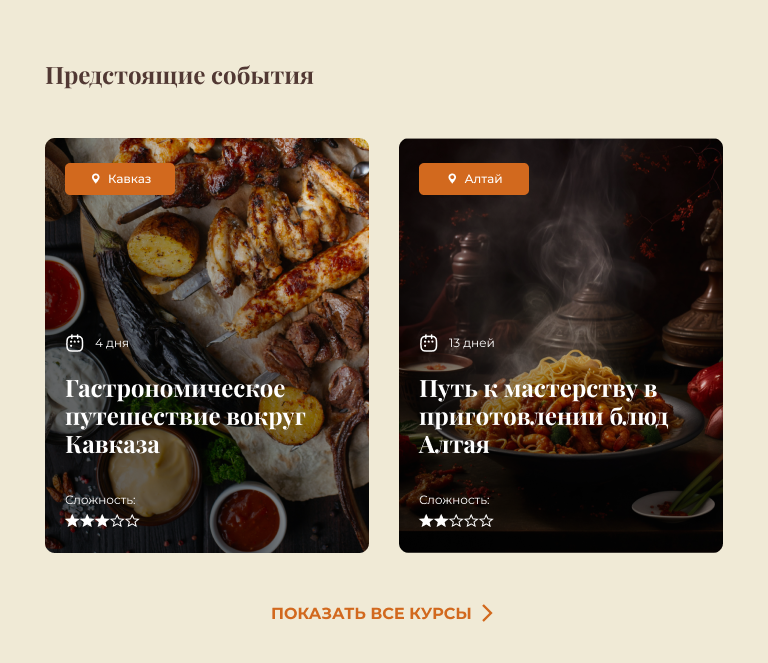 Предстоящие события
Кавказ
4 дня
Гастрономическое
путешествие вокруг
Кавказа
Сложность:
Алтай
13 дней
Путь к мастерству в
приготовлении блюд
Алтая
Сложность:
ПОКАЗАТЬ ВСЕ КУРСЫ